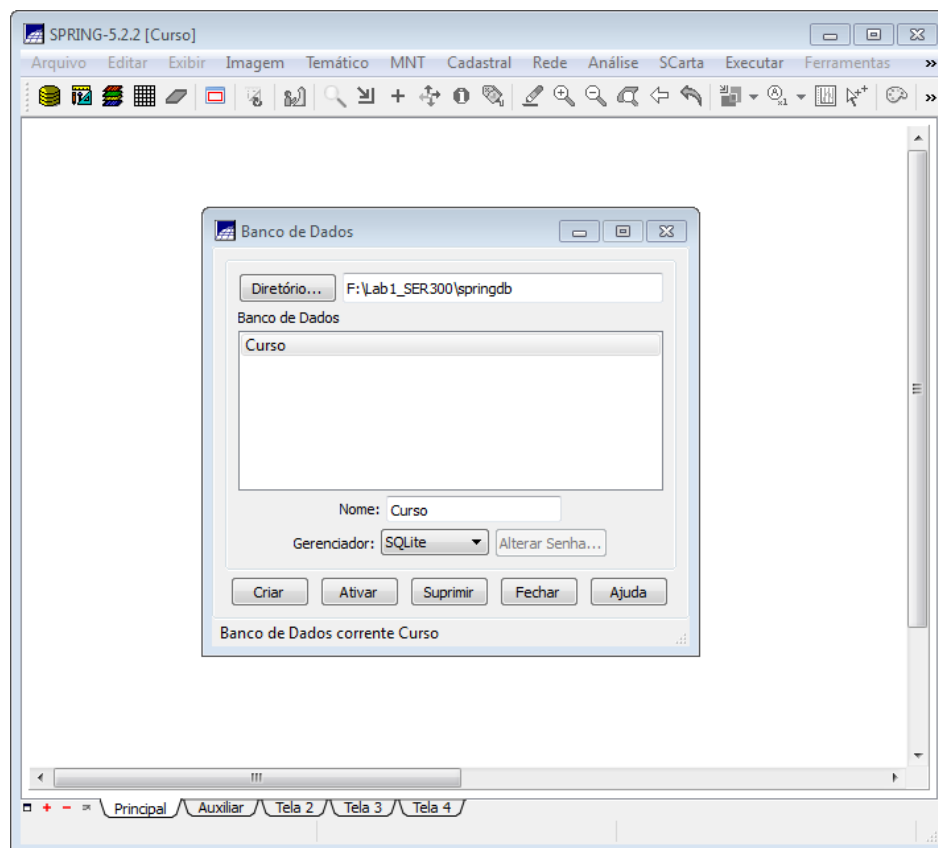 SPRING-5.2.2 [Curso]
Arquivo Editar Exibir Imagem Temático MNT Cadastral Rede Análise SCarta Executar Ferramentas »
Banco de Dados
Diretório... F:\Lab1_SER300\springdb
Banco de Dados
Curso
Nome: Curso
Gerenciador: SQLite Alterar Senha...
Criar Ativar Suprimir Fechar Ajuda
Banco de Dados corrente Curso
Principal Auxiliar Tela 2 Tela 3 Tela 4